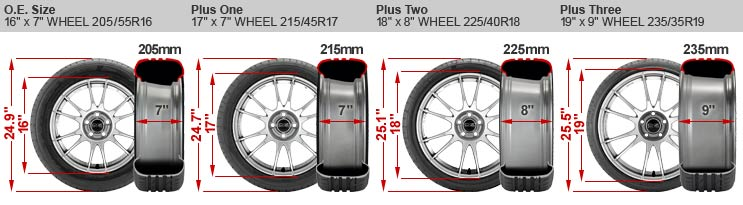 O.E. Size
16" x 7" WHEEL 205/55R16
Plus One
17" x 7" WHEEL 215/45R17
Plus Two
18" x 8" WHEEL 225/40R18
Plus Three
19" x 9" WHEEL 235/35R19
205mm
215mm
225mm
235mm
24.9"
16"
7"
24.7"
17"
7"
25.1"
18"
8"
25.5"
19"
9"